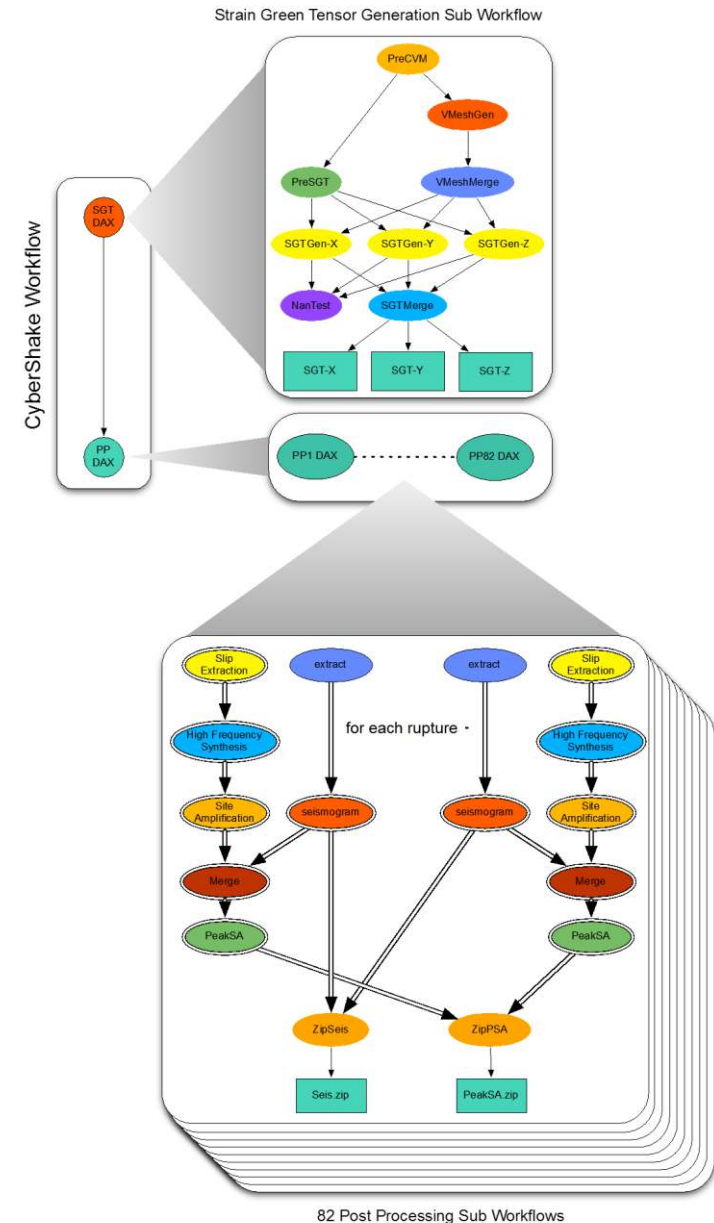 Strain Green Tensor Generation Sub Workflow
PreCVM
VMeshGen
PreSGT
VMeshMerge
SGTGen-X
SGTGen-Y
SGTGen-Z
NanTest
SGTMerge
SGT-X
SGT-Y
SGT-Z
CyberShake Workflow
SGT
DAX
PP
DAX
PP1 DAX
PP82 DAX
Slip
Extraction
extract
extract
Slip
Extraction
High Frequency
Synthesis
for each rupture -
High Frequency
Synthesis
Site
Amplification
seismogram
seismogram
Site
Amplification
Merge
Merge
PeakSA
PeakSA
ZipSeis
ZipPSA
Seis.zip
PeakSA.zip
82 Post Processing Sub Workflows